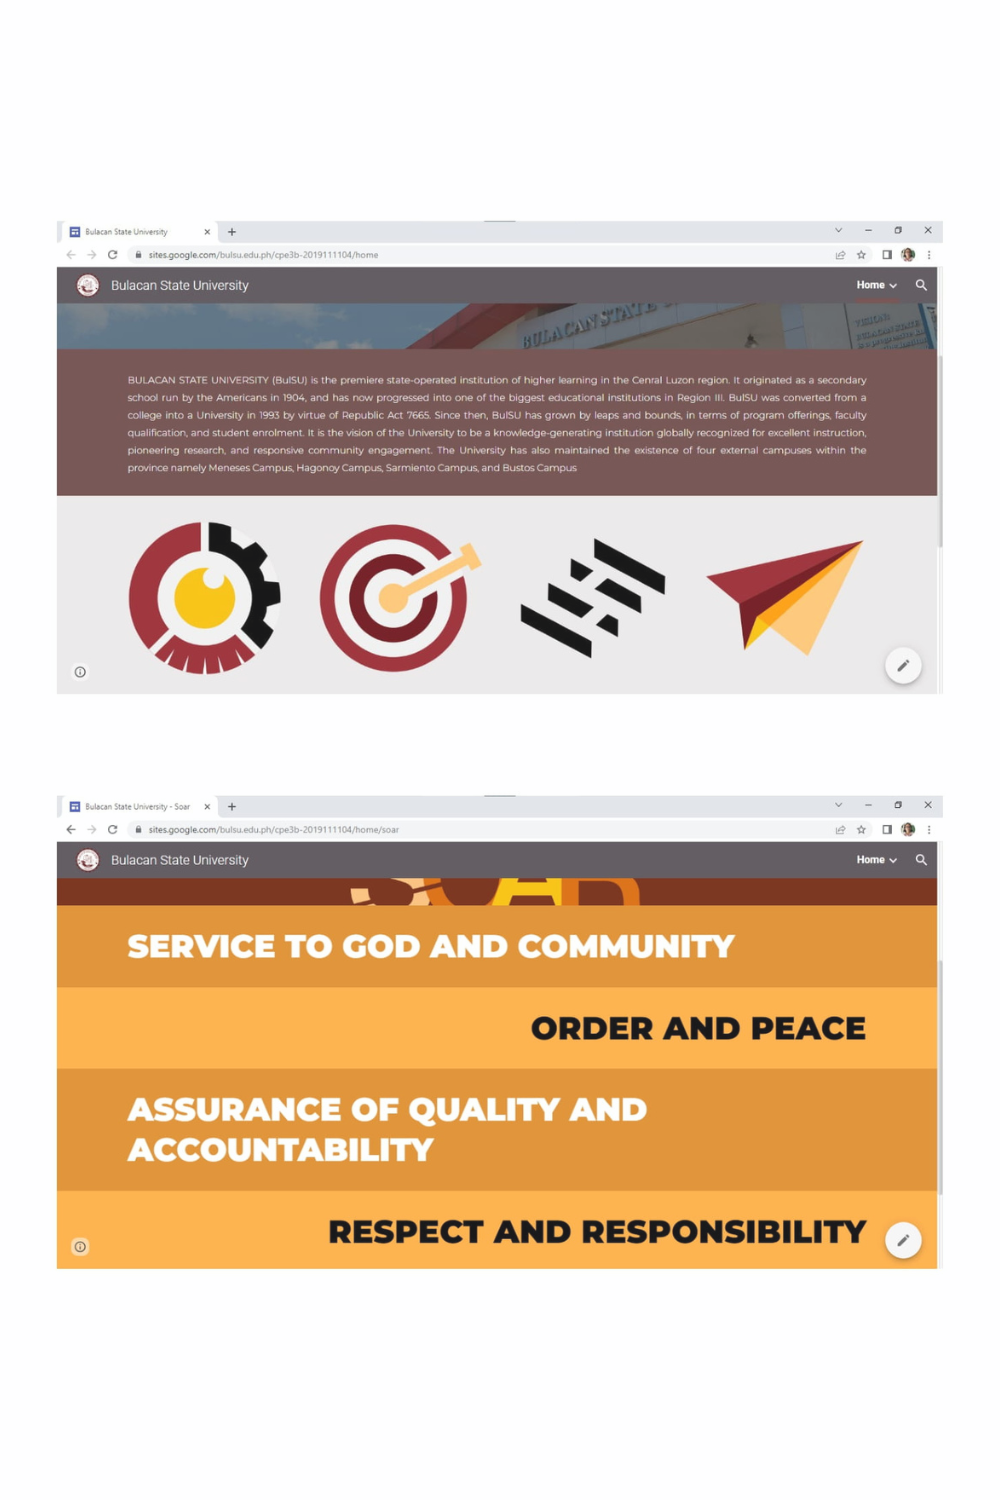 Bulacan State University
sites.google.com/bulsu.edu.ph/cpe3b-2019111104/home
Bulacan State University
Home
BULACAN STATE
VISION:
BULACAN STATE
BULACAN STATE UNIVERSITY (BulSU) is the premiere state-operated institution of higher learning in the Cenral Luzon region. It originated as a secondary
school run by the Americans in 1904, and has now progressed into one of the biggest educational institutions in Region III. BulSU was converted from a
college into a University in 1993 by virtue of Republic Act 7665. Since then, BulSU has grown by leaps and bounds, in terms of program offerings, faculty
qualification, and student enrolment. It is the vision of the University to be a knowledge-generating institution globally recognized for excellent instruction,
pioneering research, and responsive community engagement. The University has also maintained the existence of four external campuses within the
province namely Meneses Campus, Hagonoy Campus, Sarmiento Campus, and Bustos Campus
Bulacan State University - Soar
sites.google.com/bulsu.edu.ph/cpe3b-2019111104/home/soar
Bulacan State University
Home
SOAR
SERVICE TO GOD AND COMMUNITY
ORDER AND PEACE
ASSURANCE OF QUALITY AND
ACCOUNTABILITY
RESPECT AND RESPONSIBILITY